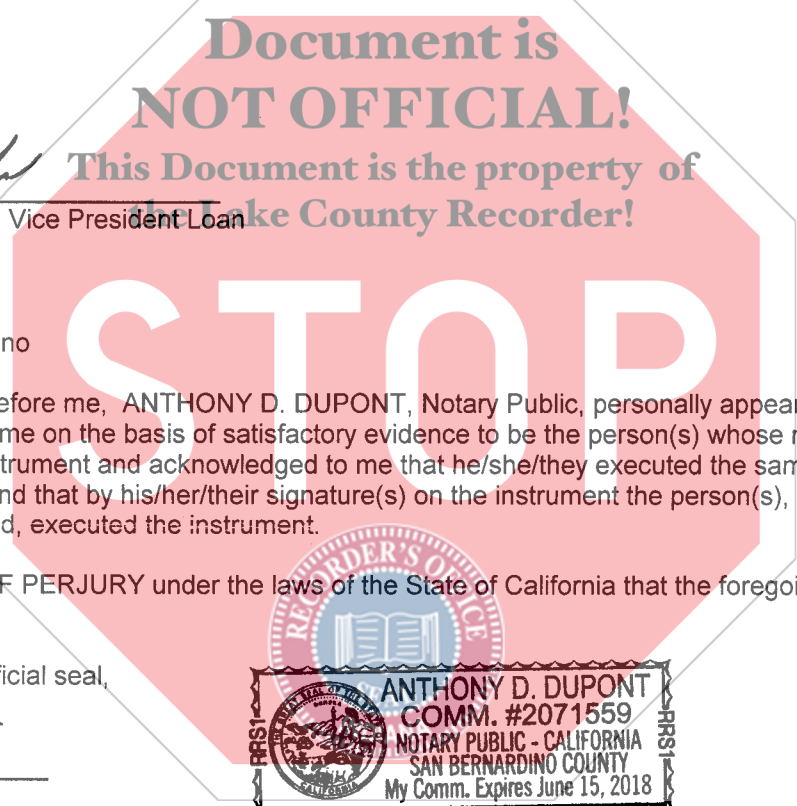 Document is
NOT OFFICIAL!
This Document is the property of
the Lake County Recorder!
Vice President Loan
STOP
no
efore me, ANTHONY D. DUPONT, Notary Public, personally appear
me on the basis of satisfactory evidence to be the person(s) whose
trument and acknowledged to me that he/she/they executed the sam
nd that by his/her/their signature(s) on the instrument the person(s),
d, executed the instrument.
RECORDER'S OFFICE
F PERJURY under the laws of the State of California that the foregoi
ficial seal,
SEAL
ANTHONY D. DUPONT
COMM. #2071559
NOTARY PUBLIC - CALIFORNIA
SAN BERNARDINO COUNTY
My Comm. Expires June 15, 2018
RRS1
RRS1
CALIFORNIA